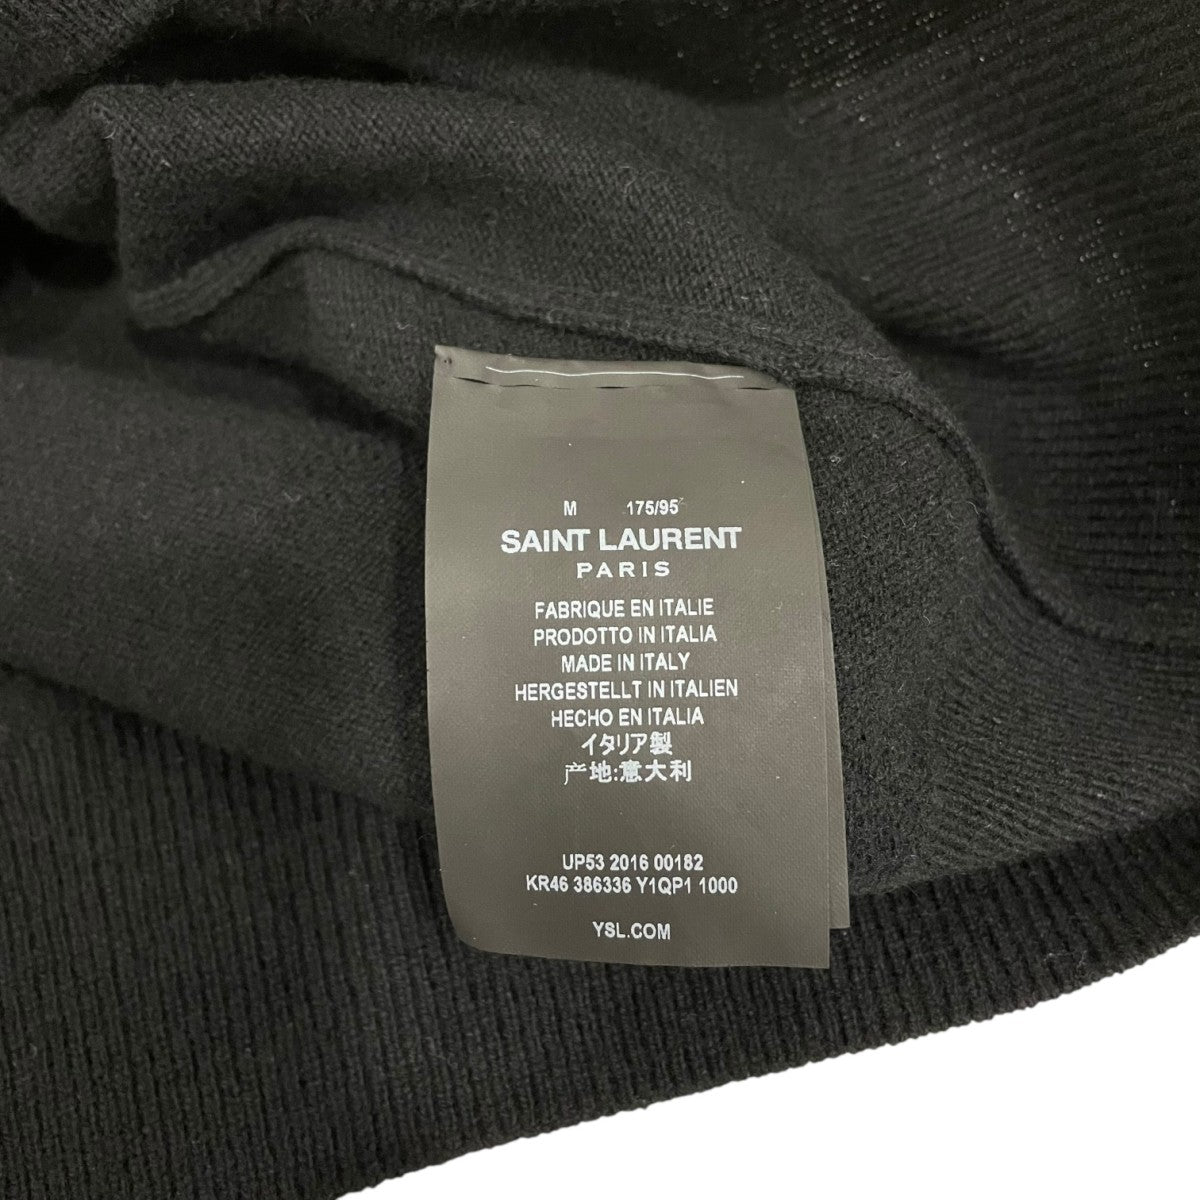 M 175/95
SAINT LAURENT
PARIS
FABRIQUE EN ITALIE
PRODOTTO IN ITALIA
MADE IN ITALY
HERGESTELLT IN ITALIEN
HECHO EN ITALIA
イタリア製
产地:意大利
UP53 2016 00182
KR46 386336 Y1QP1 1000
YSL.COM